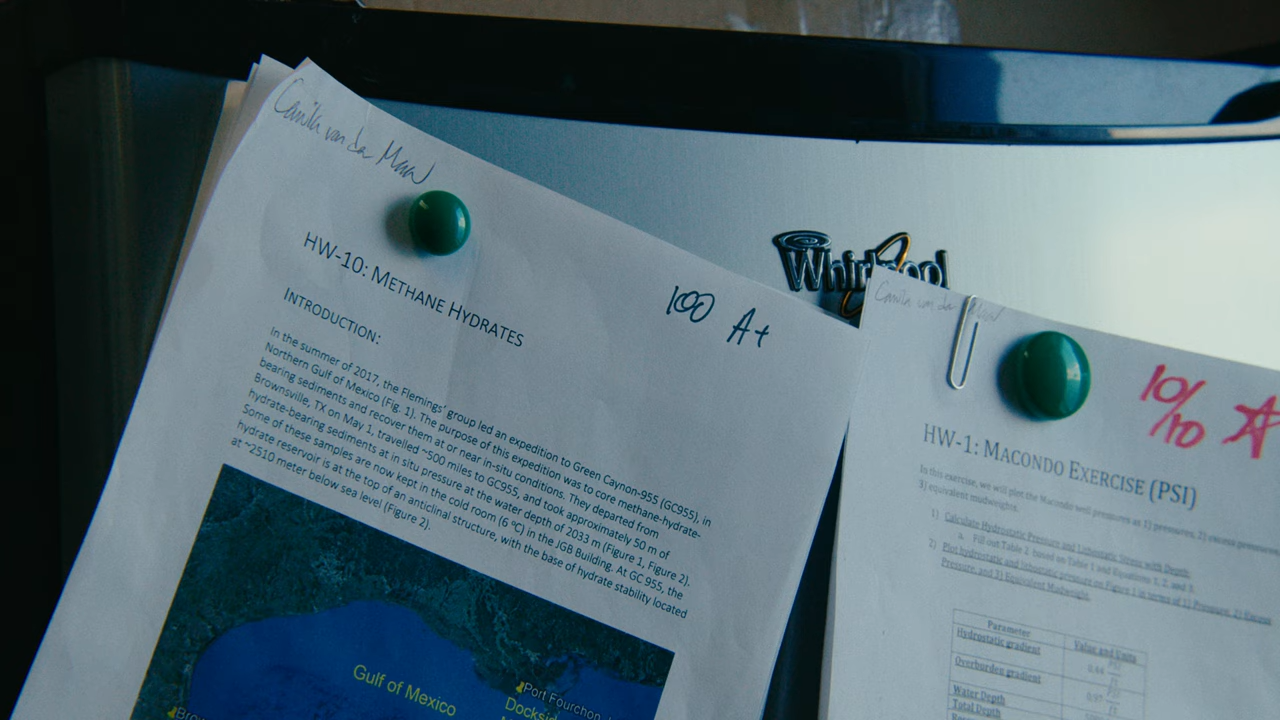 Camila van der Maas
HW-10: METHANE HYDRATES
100 A+
INTRODUCTION:
In the summer of 2017, the Flemings' group led an expedition to Green Caynon-955 (GC955), in
Northern Gulf of Mexico (Fig. 1). The purpose of this expedition was to core methane-hydrate-
bearing sediments and recover them at or near in-situ conditions. They departed from
Brownsville, TX on May 1, travelled ~500 miles to GC955, and took approximately 50 m of
hydrate-bearing sediments at in situ pressure at the water depth of 2033 m (Figure 1, Figure 2).
Some of these samples are now kept in the cold room (6 ºC) in the JGB Building. At GC 955, the
hydrate reservoir is at the top of an anticlinal structure, with the base of hydrate stability located
at ~2510 meter below sea level (Figure 2).
Gulf of Mexico
Port Fourchon,
Whirlpool
10/10 A
HW-1: MACONDO EXERCISE (PSI)
In this exercise, we will plot the Macondo well pressures as 1) pressures, 2) excess pressures
3) equivalent mudweights.
1) Calculate Hydrostatic Pressure and Lithostatic Stress with Depth
a. Fill out Table 2 based on Table 1 and Equations 1, 2, and 3.
2) Plot hydrostatic and lithostatic pressure on Figure 1 in terms of 1) Pressure, 2) Excess
Pressure, and 3) Equivalent Mudweight.
Parameter Value and Units
Hydrostatic gradient 0.44
Overburden gradient 0.97
Water Depth
Total Depth